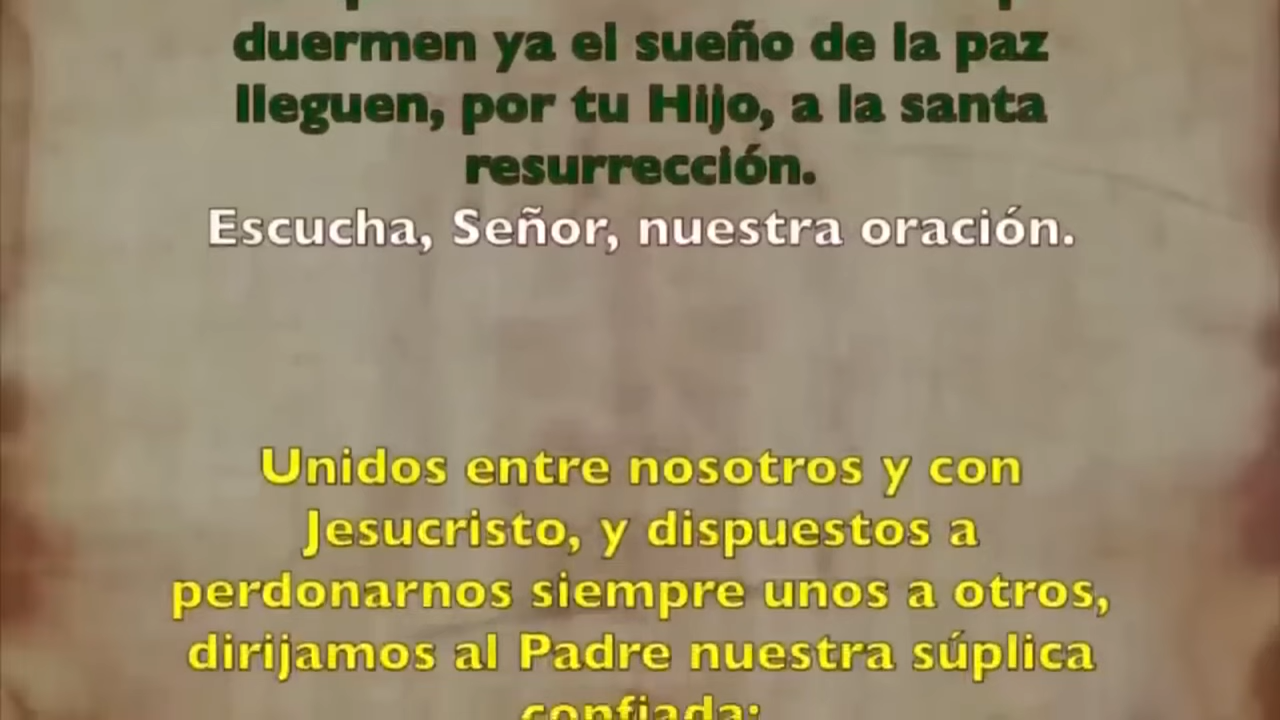 duermen ya el sueño de la paz
lleguen, por tu Hijo, a la santa
resurrección.
Escucha, Señor, nuestra oración.
Unidos entre nosotros y con
Jesucristo, y dispuestos a
perdonarnos siempre unos a otros,
dirijamos al Padre nuestra súplica
confiada: